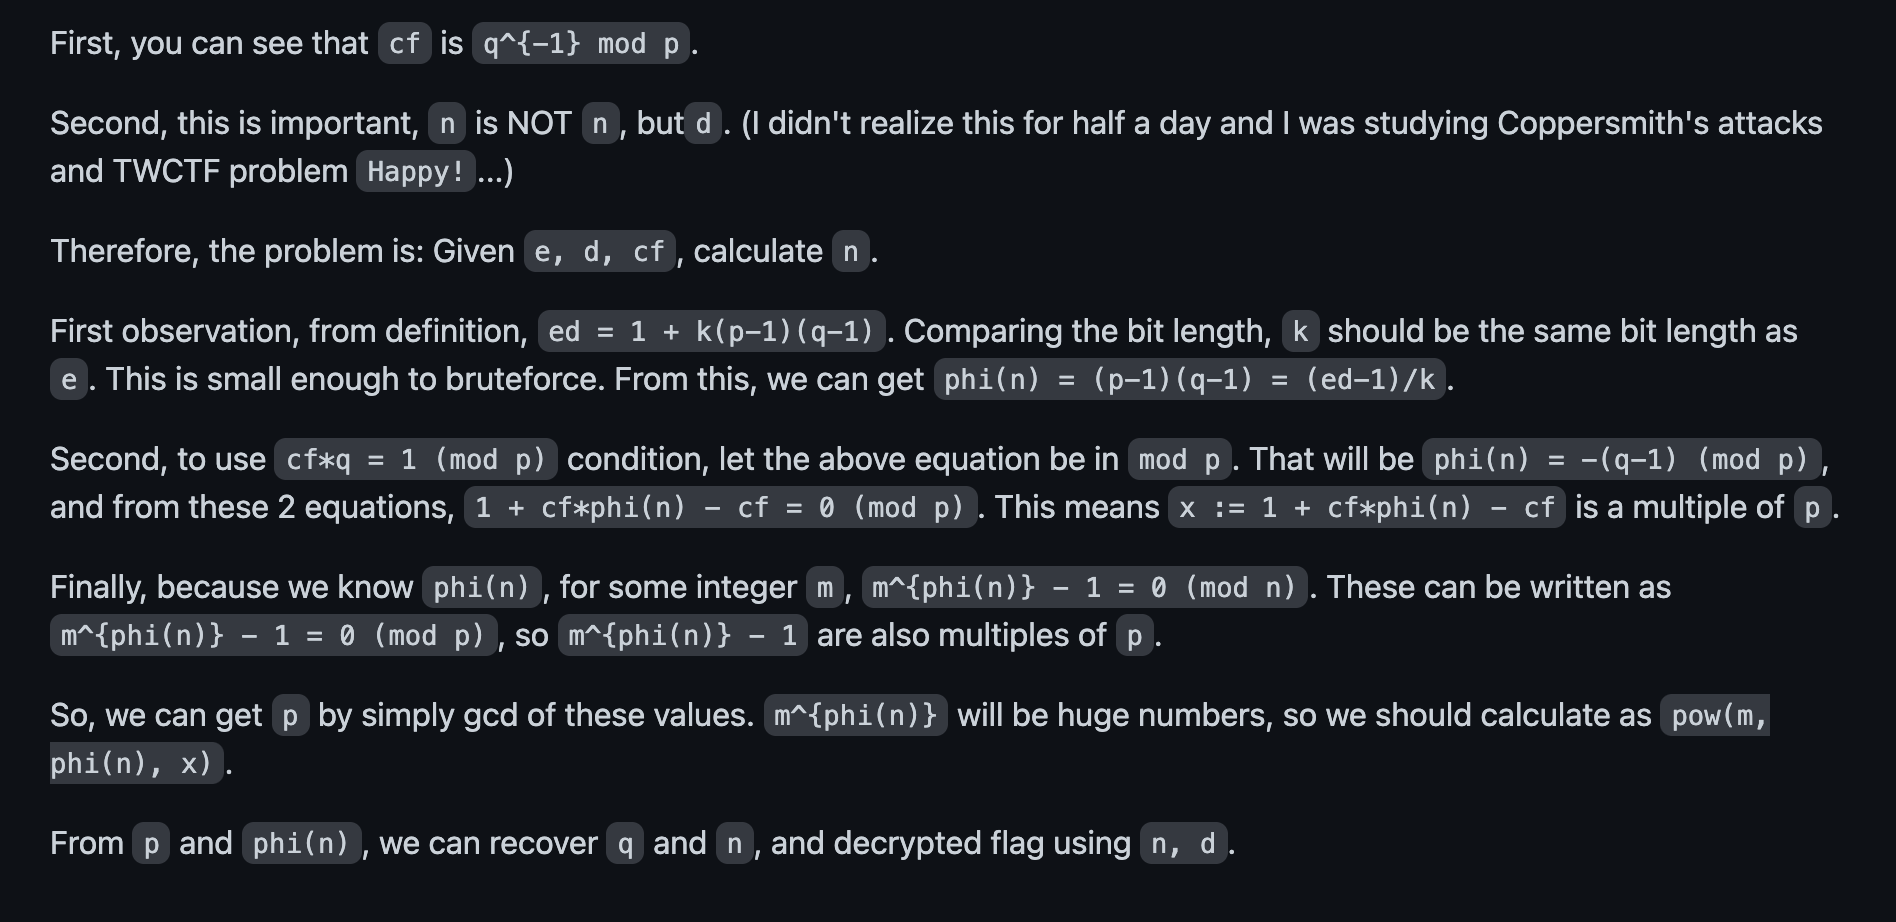 First, you can see that cf is q^{-1} mod p.
Second, this is important, n is NOT n, but d. (I didn't realize this for half a day and I was studying Coppersmith's attacks
and TWCTF problem Happy!...)
Therefore, the problem is: Given e, d, cf, calculate n.
First observation, from definition, ed = 1 + k(p-1)(q-1). Comparing the bit length, k should be the same bit length as
e. This is small enough to bruteforce. From this, we can get phi(n) = (p-1)(q-1) = (ed-1)/k.
Second, to use cf*q = 1 (mod p) condition, let the above equation be in mod p. That will be phi(n) = -(q-1) (mod p),
and from these 2 equations, 1 + cf*phi(n) - cf = 0 (mod p). This means x := 1 + cf*phi(n) - cf is a multiple of p.
Finally, because we know phi(n), for some integer m, m^{phi(n)} - 1 = 0 (mod n). These can be written as
m^{phi(n)} - 1 = 0 (mod p), so m^{phi(n)} - 1 are also multiples of p.
So, we can get p by simply gcd of these values. m^{phi(n)} will be huge numbers, so we should calculate as pow(m,
phi(n), x).
From p and phi(n), we can recover q and n, and decrypted flag using n, d.